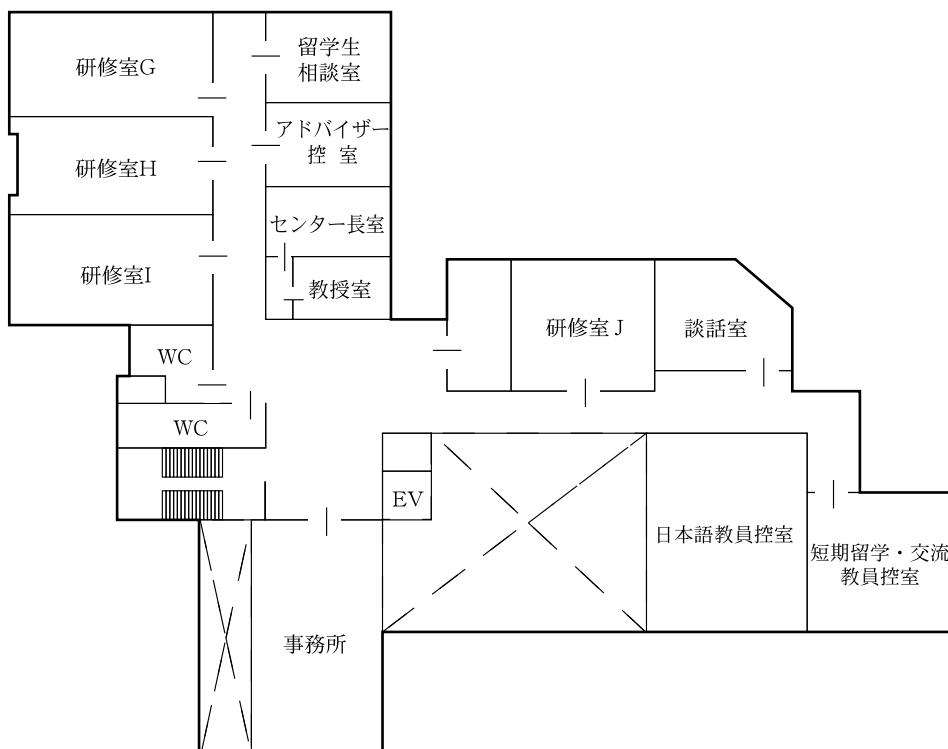 研修室G
留学生
相談室
アドバイザー
控 室
研修室H
センター長室
研修室I
教授室
研修室J
談話室
WC
WC
EV
日本語教員控室
短期留学・交流
教員控室
事務所